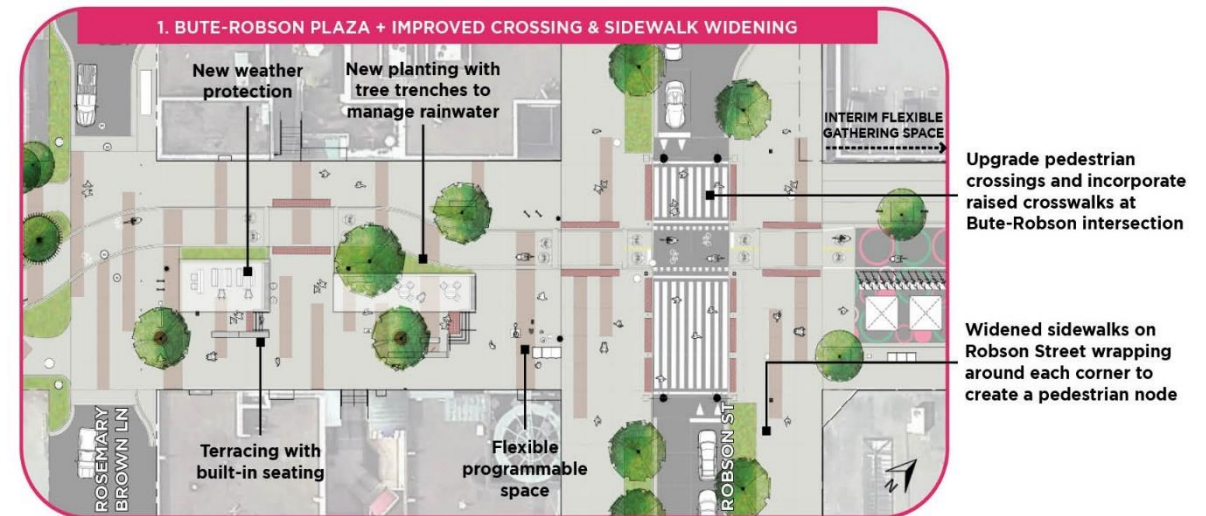 1. BUTE-ROBSON PLAZA + IMPROVED CROSSING & SIDEWALK WIDENING
New weather
protection
New planting with
tree trenches to
manage rainwater
INTERIM FLEXIBLE
GATHERING SPACE
Upgrade pedestrian
crossings and incorporate
raised crosswalks at
Bute-Robson intersection
Widened sidewalks on
Robson Street wrapping
around each corner to
create a pedestrian node
Terracing with
built-in seating
Flexible
programmable
space
ROSEMARY
BROWN LN
ROBSON ST
N